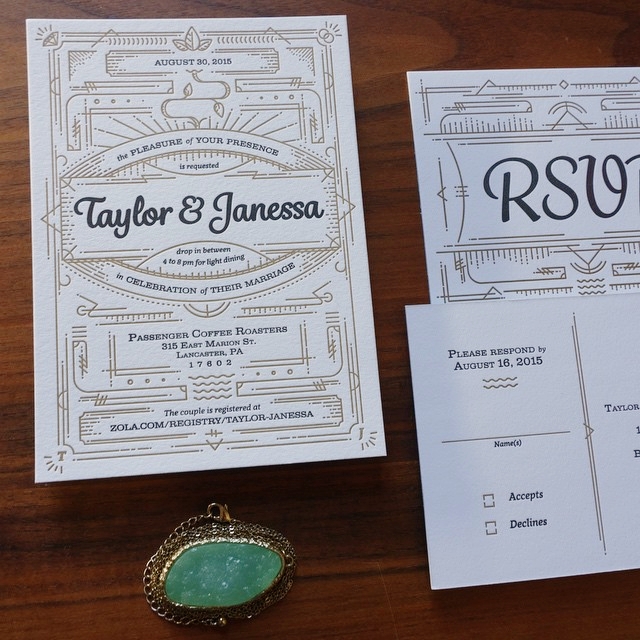 AUGUST 30, 2015
the PLEASURE of YOUR PRESENCE
is requested
Taylor & Janessa
drop in between
4 to 8 pm for light dining
in CELEBRATION of THEIR MARRIAGE
PASSENGER COFFEE ROASTERS
315 EAST MARION ST.
LANCASTER, PA
17602
The couple is registered at
ZOLA.COM/REGISTRY/TAYLOR-JANESSA
T J
RSV
PLEASE RESPOND by
AUGUST 16, 2015
Name(s)
Accepts
Declines
TAYLOR
1
B